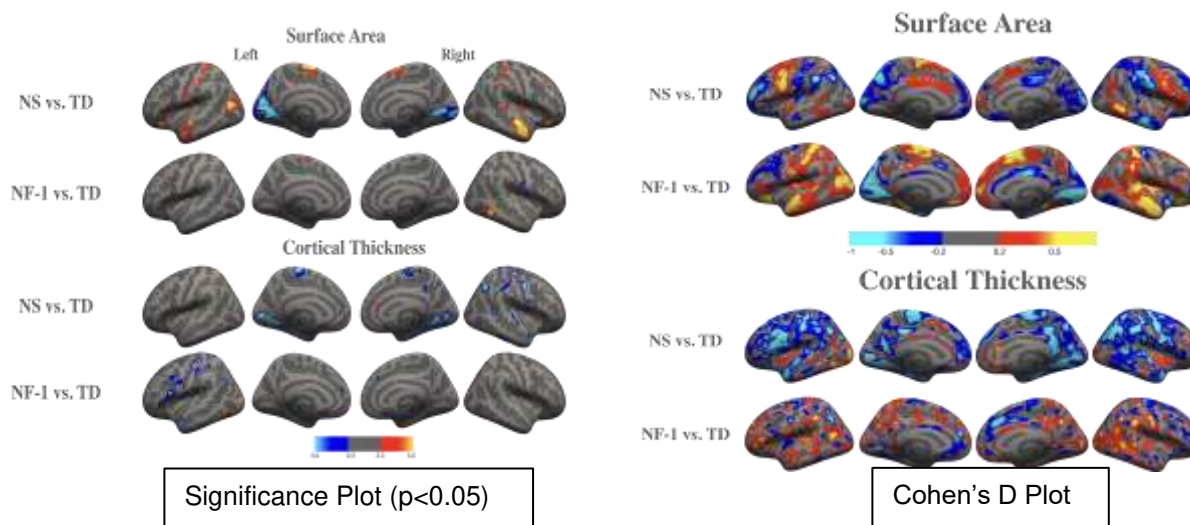 Surface Area
Left
Right
NS vs. TD
NF-1 vs. TD
Cortical Thickness
NS vs. TD
NF-1 vs. TD
Significance Plot (p<0.05)
Surface Area
NS vs. TD
NF-1 vs. TD
-1 -0.5 -0.2 0.2 0.5
Cortical Thickness
NS vs. TD
NF-1 vs. TD
Cohen's D Plot